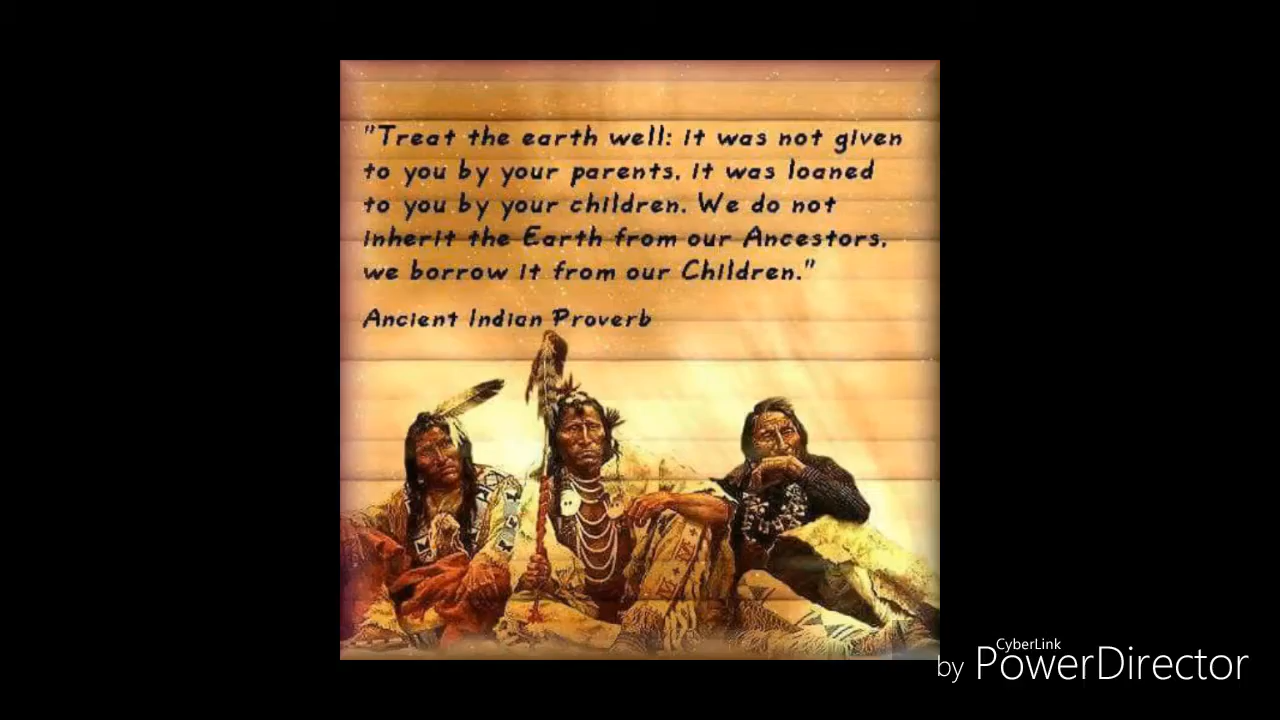 "Treat the earth well: it was not given
to you by your parents, it was loaned
to you by your children. We do not
inherit the Earth from our Ancestors,
we borrow it from our Children."
Ancient Indian Proverb
CyberLink
by PowerDirector